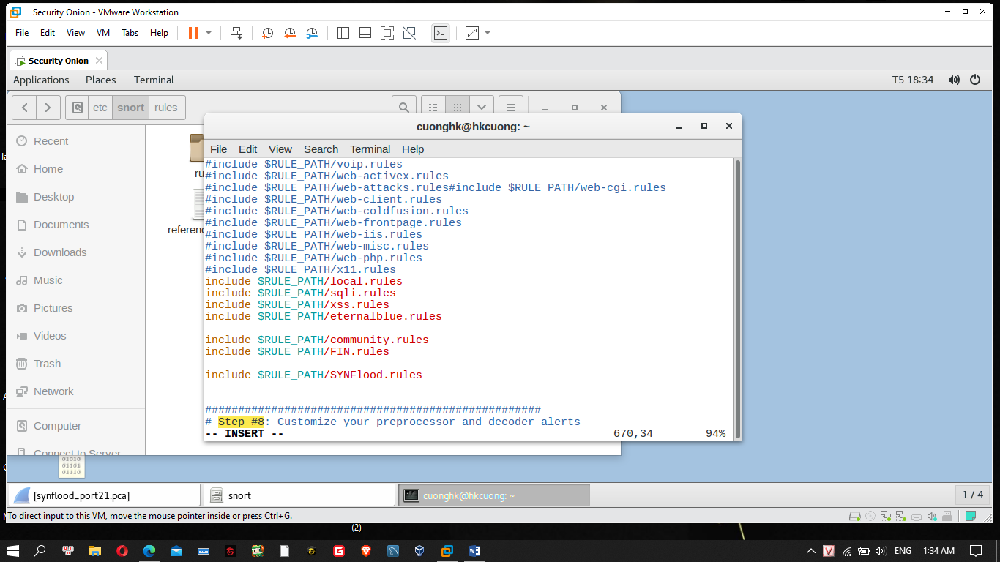 Security Onion - VMware Workstation
File Edit View VM Tabs Help
Security Onion
Applications Places Terminal T5 18:34
etc snort rules
cuonghk@hkcuong: ~
File Edit View Search Terminal Help
Recent
Home
Desktop
Documents
Downloads
Music
Pictures
Videos
Trash
Network
Computer
Connect to Server
#include $RULE_PATH/voip.rules
#include $RULE_PATH/web-activex.rules
#include $RULE_PATH/web-attacks.rules#include $RULE_PATH/web-cgi.rules
#include $RULE_PATH/web-client.rules
#include $RULE_PATH/web-coldfusion.rules
#include $RULE_PATH/web-frontpage.rules
#include $RULE_PATH/web-iis.rules
#include $RULE_PATH/web-misc.rules
#include $RULE_PATH/web-php.rules
#include $RULE_PATH/x11.rules
include $RULE_PATH/local.rules
include $RULE_PATH/sqli.rules
include $RULE_PATH/xss.rules
include $RULE_PATH/eternalblue.rules
include $RULE_PATH/community.rules
include $RULE_PATH/FIN.rules
include $RULE_PATH/SYNFlood.rules
###################################################
# Step #8: Customize your preprocessor and decoder alerts
-- INSERT -- 670,34 94%
01010
01101
01110
[synflood_port21.pca] snort cuonghk@hkcuong: ~ 1 / 4
To direct input to this VM, move the mouse pointer inside or press Ctrl+G.
(2)
ENG 1:34 AM